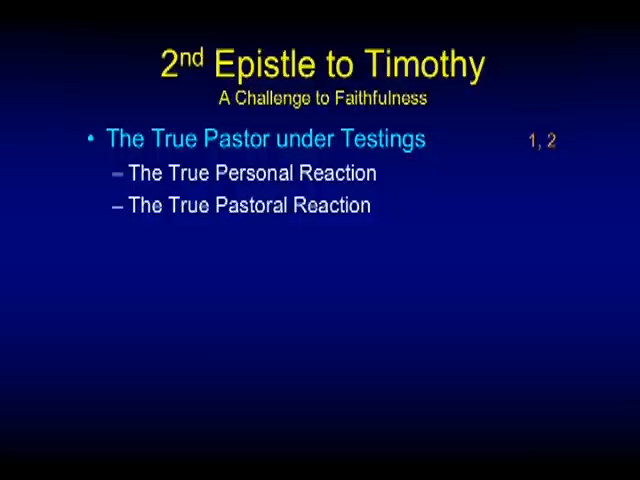 2nd Epistle to Timothy
A Challenge to Faithfulness
• The True Pastor under Testings 1, 2
– The True Personal Reaction
– The True Pastoral Reaction